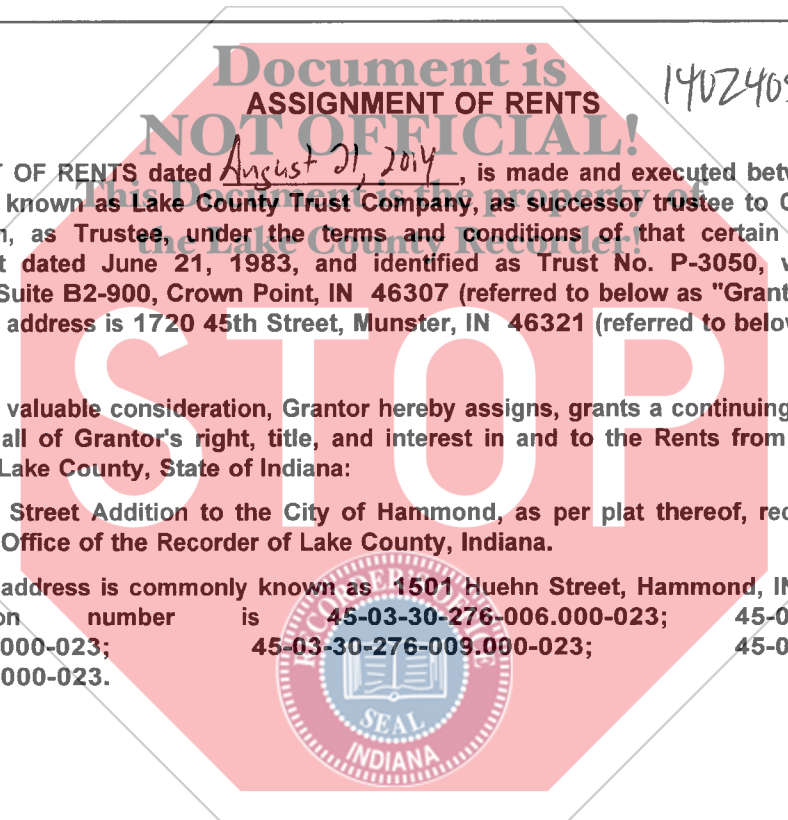 Document is
ASSIGNMENT OF RENTS
NOT OFFICIAL!
OF RENTS dated August 21, 2014, is made and executed
This Document is the property of
known as Lake County Trust Company, as successor trustee to
as Trustee, under the terms and conditions of that certain
the Lake County Recorder!
dated June 21, 1983, and identified as Trust No. P-3050,
Suite B2-900, Crown Point, IN 46307 (referred to below as
address is 1720 45th Street, Munster, IN 46321 (referred to
STOP
valuable consideration, Grantor hereby assigns, grants a continuing
all of Grantor's right, title, and interest in and to the Rents from
Lake County, State of Indiana:
Street Addition to the City of Hammond, as per plat thereof,
Office of the Recorder of Lake County, Indiana.
address is commonly known as 1501 Huehn Street, Hammond,
number is 45-03-30-276-006.000-023; 45-0
000-023; 45-03-30-276-009.000-023; 45-0
000-023.
RECORDER OFFICE
SEAL
INDIANA